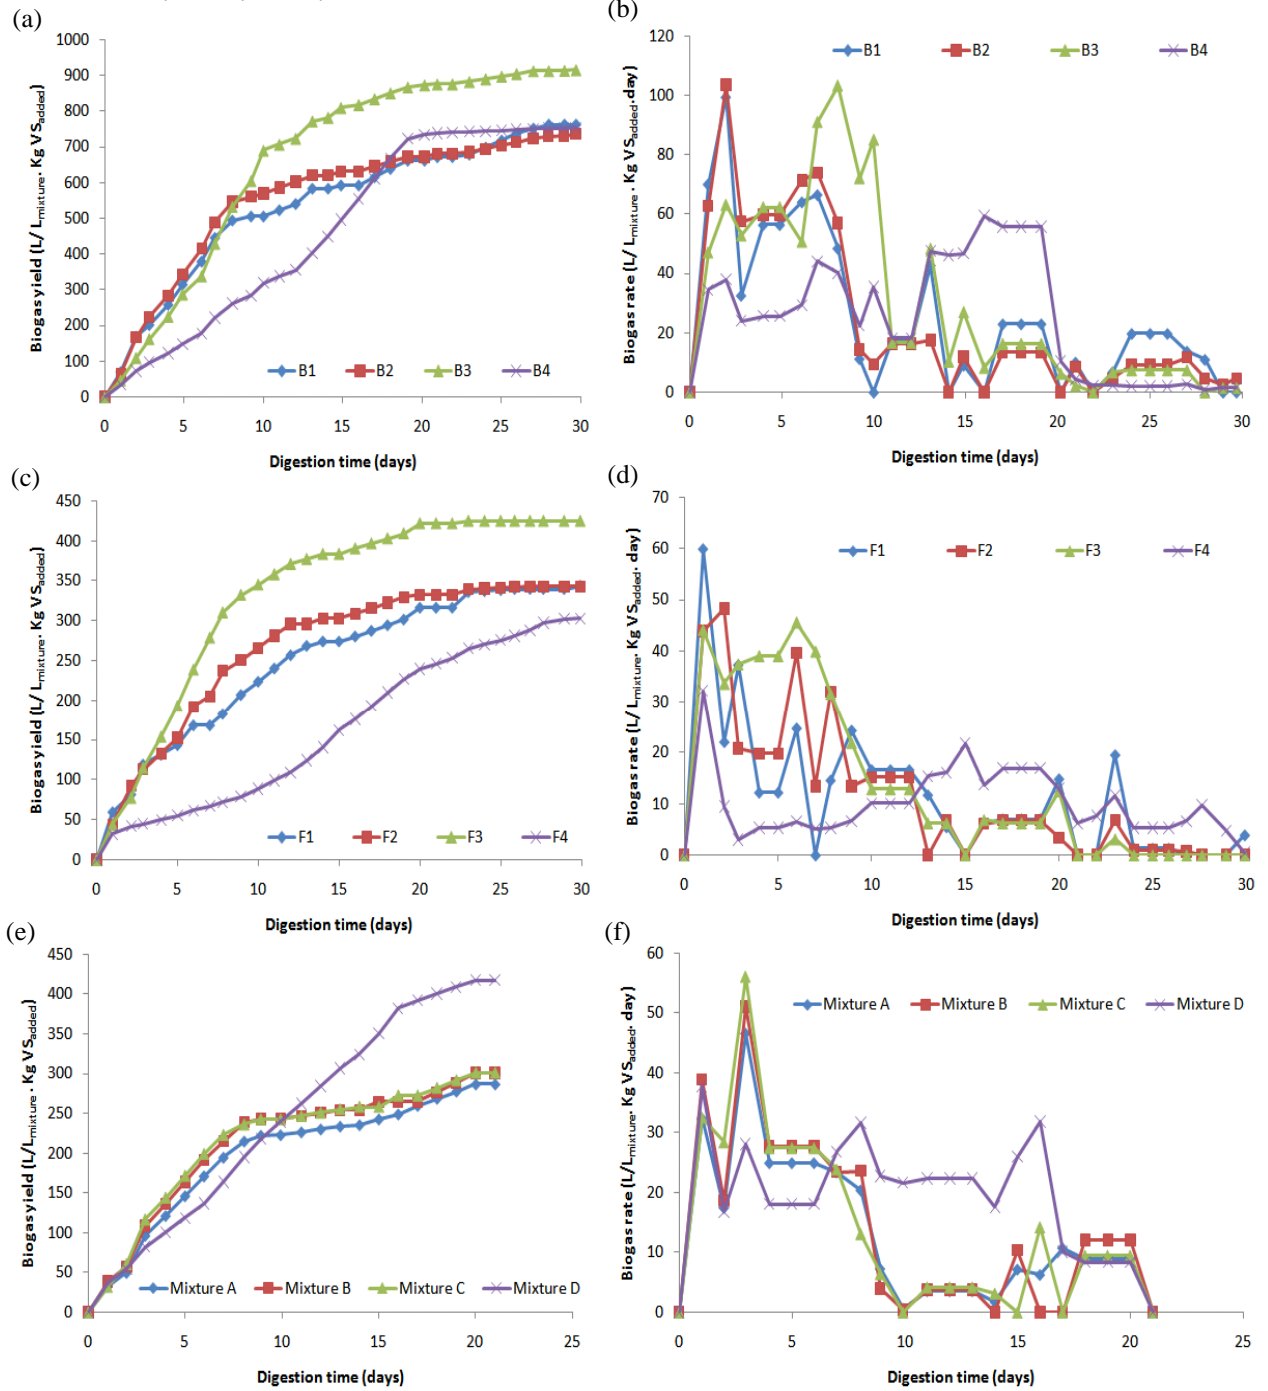 (a)
1000
900
800
700
600
500
400
300
200
100
0
Biogas yield (L/ Lmixture· Kg VSadded)
B1 B2 B3 B4
0 5 10 15 20 25 30
Digestion time (days)
(b)
120
100
80
60
40
20
0
Biogas rate (L/ Lmixture· Kg VSadded·day)
B1 B2 B3 B4
0 5 10 15 20 25 30
Digestion time (days)
(c)
450
400
350
300
250
200
150
100
50
0
Biogas yield (L/ Lmixture· Kg VSadded)
F1 F2 F3 F4
0 5 10 15 20 25 30
Digestion time (days)
(d)
70
60
50
40
30
20
10
0
Biogas rate (L/ Lmixture· Kg VSadded· day)
F1 F2 F3 F4
0 5 10 15 20 25 30
Digestion time (days)
(e)
450
400
350
300
250
200
150
100
50
0
Biogas yield (L/Lmixture· Kg VSadded)
Mixture A Mixture B Mixture C Mixture D
0 5 10 15 20 25
Digestion time (days)
(f)
60
50
40
30
20
10
0
Biogas rate (L/Lmixture· Kg VSadded· day)
Mixture A Mixture B Mixture C Mixture D
0 5 10 15 20 25
Digestion time (days)